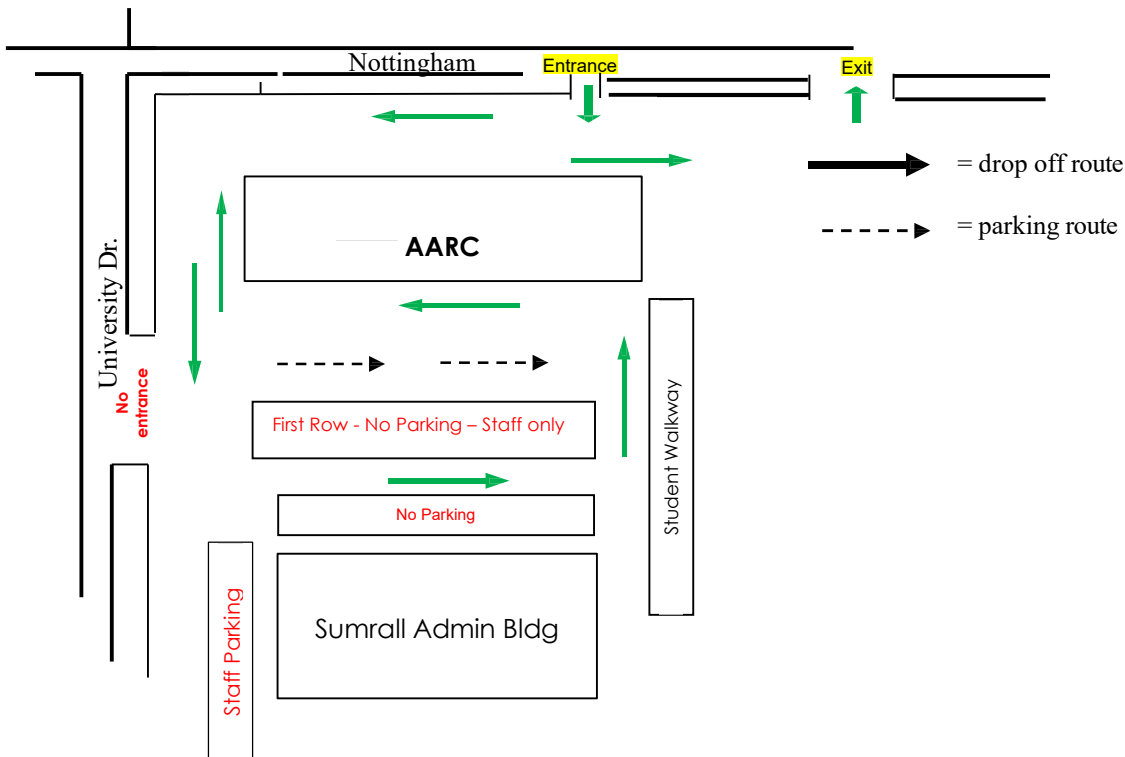 Nottingham
Entrance
Exit
= drop off route
= parking route
AARC
University Dr.
No
entrance
First Row - No Parking – Staff only
No Parking
Student Walkway
Sumrall Admin Bldg
Staff Parking